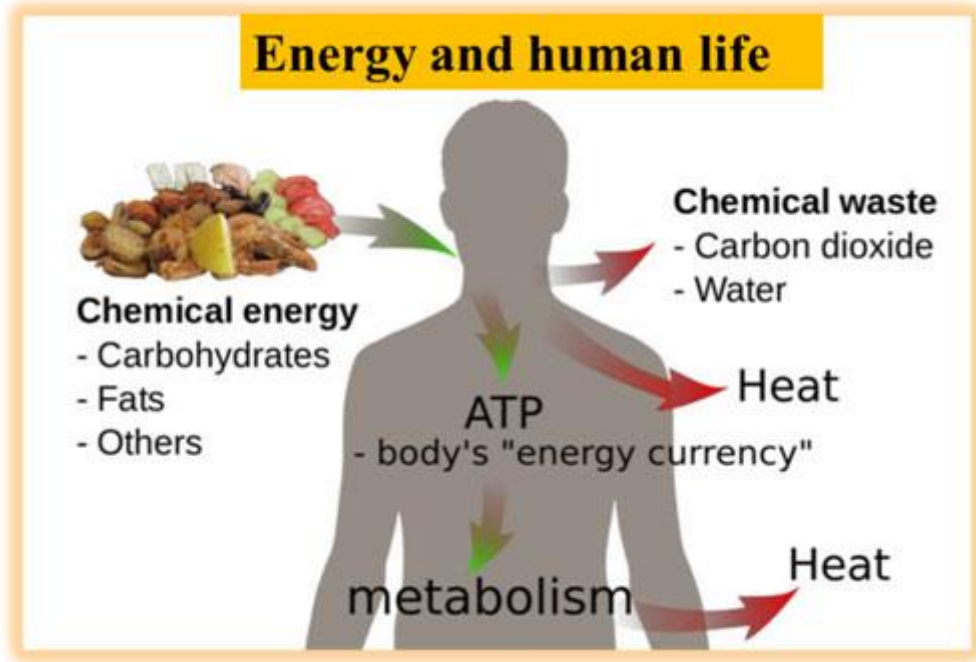 Energy and human life
Chemical energy
- Carbohydrates
- Fats
- Others
Chemical waste
- Carbon dioxide
- Water
Heat
ATP
- body's "energy currency"
metabolism
Heat